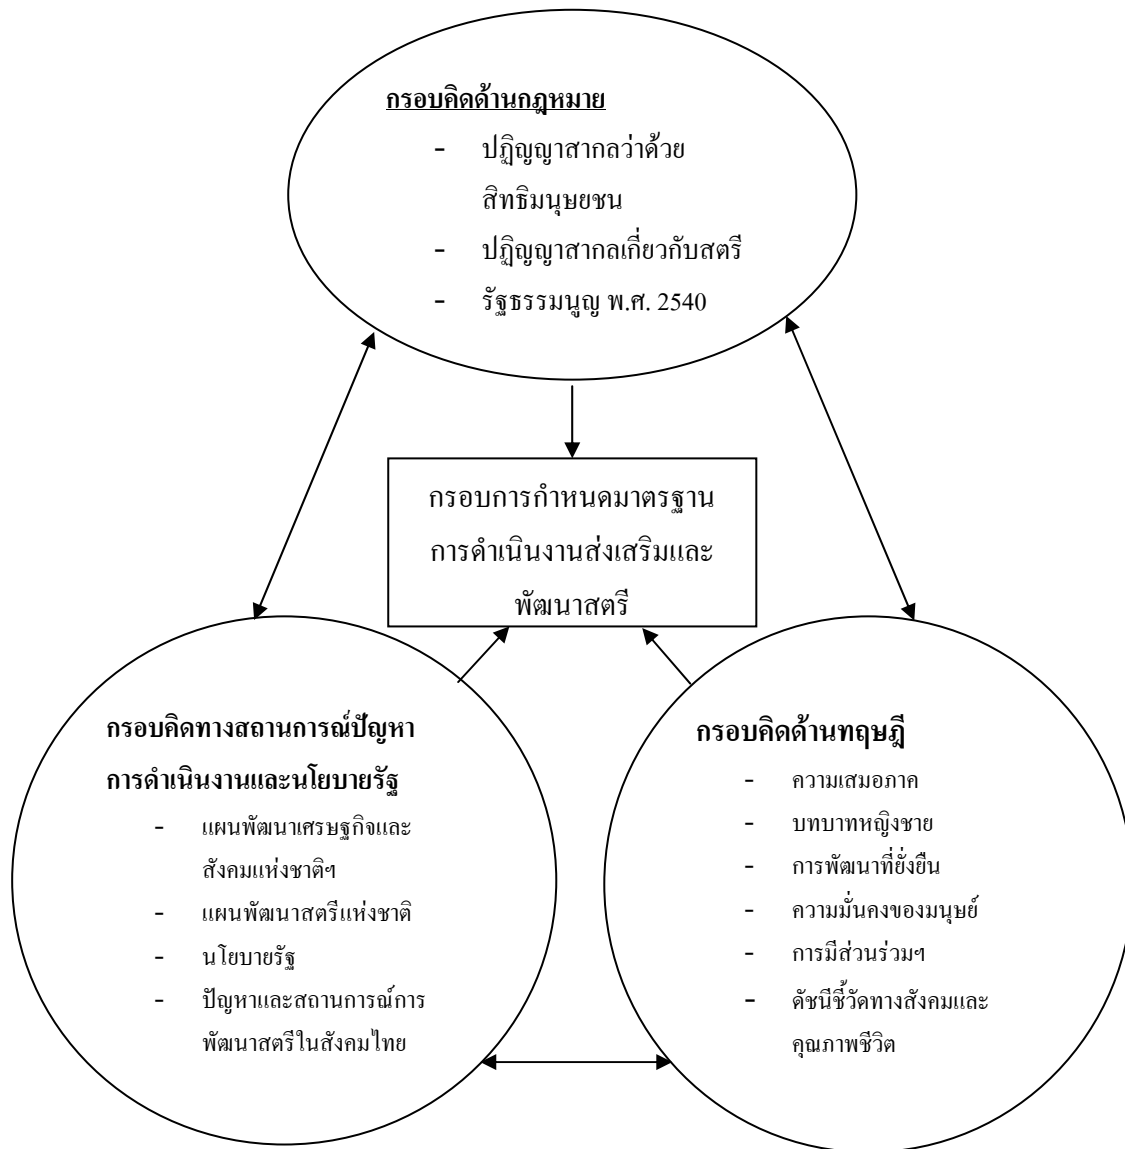 กรอบคิดด้านกฎหมาย
- ปฏิญญาสากลว่าด้วย
สิทธิมนุษยชน
- ปฏิญญาสากลเกี่ยวกับสตรี
- รัฐธรรมนูญ พ.ศ. 2540
กรอบการกำหนดมาตรฐาน
การดำเนินงานส่งเสริมและ
พัฒนาสตรี
กรอบคิดทางสถานการณ์ปัญหา
การดำเนินงานและนโยบายรัฐ
- แผนพัฒนาเศรษฐกิจและ
สังคมแห่งชาติฯ
- แผนพัฒนาสตรีแห่งชาติ
- นโยบายรัฐ
- ปัญหาและสถานการณ์การ
พัฒนาสตรีในสังคมไทย
กรอบคิดด้านทฤษฎี
- ความเสมอภาค
- บทบาทหญิงชาย
- การพัฒนาที่ยั่งยืน
- ความมั่นคงของมนุษย์
- การมีส่วนร่วมฯ
- ดัชนีชี้วัดทางสังคมและ
คุณภาพชีวิต